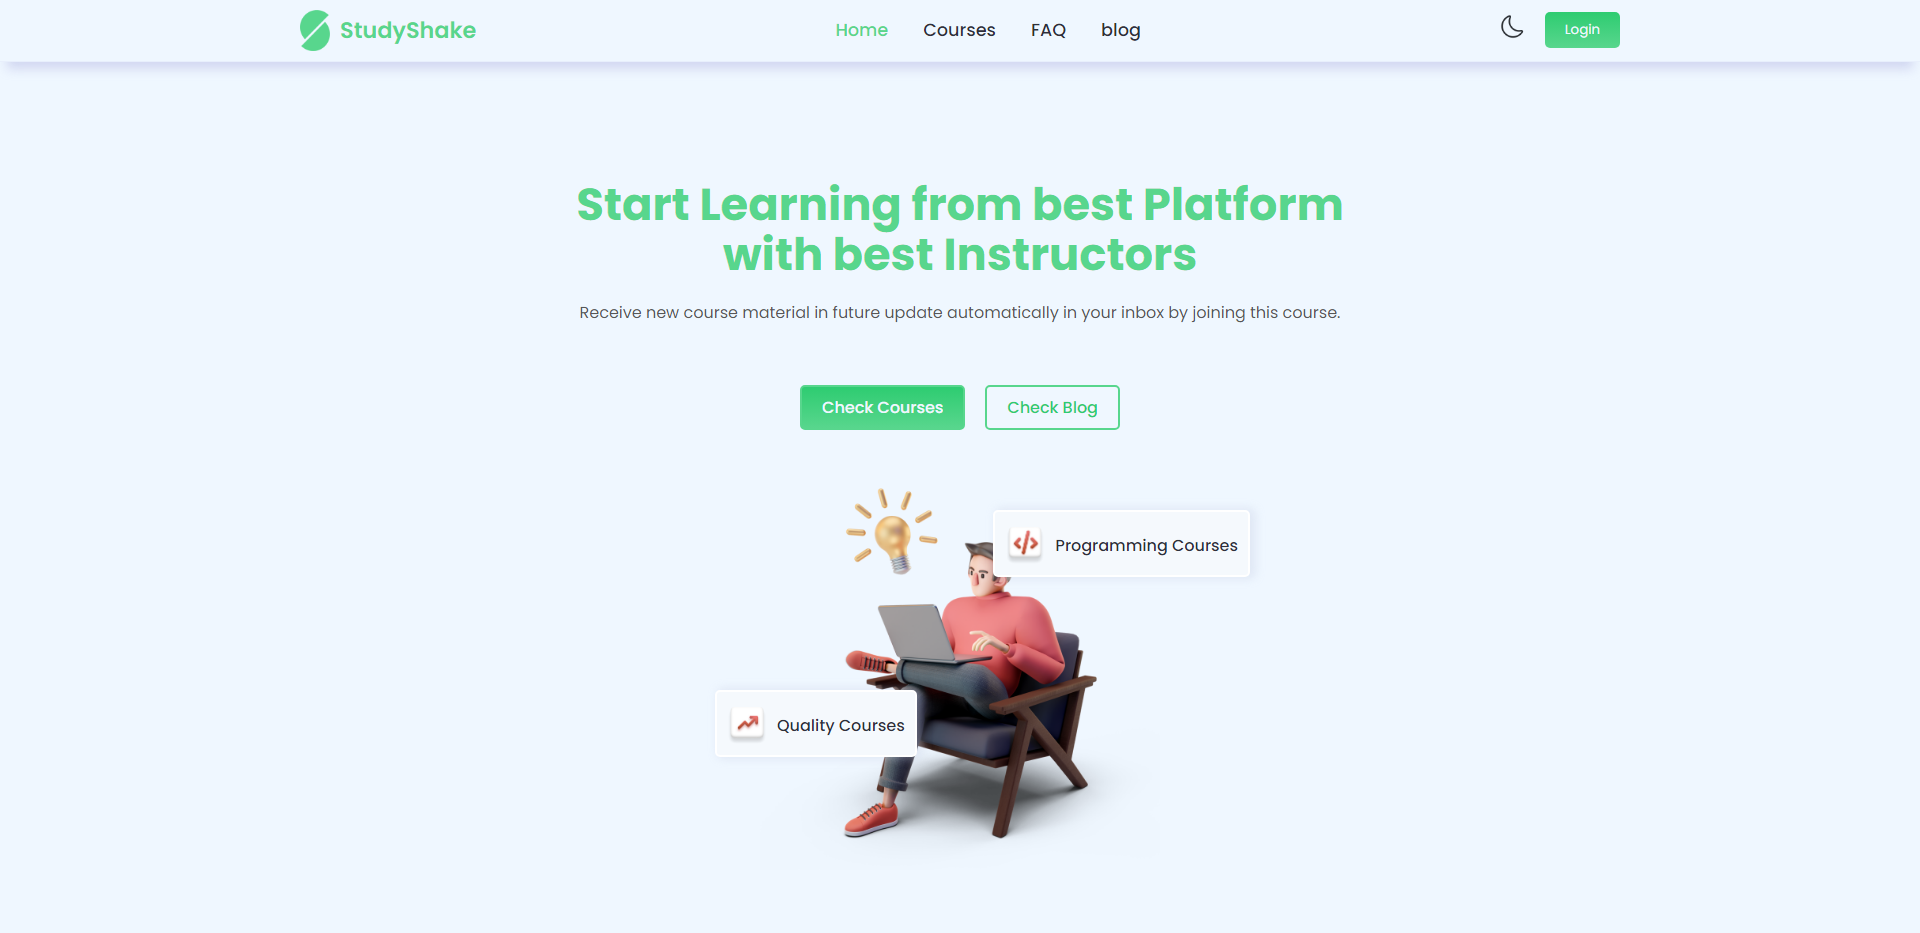 StudyShake
Home
Courses
FAQ
blog
Login
Start Learning from best Platform
with best Instructors
Receive new course material in future update automatically in your inbox by joining this course.
Check Courses
Check Blog
Programming Courses
Quality Courses